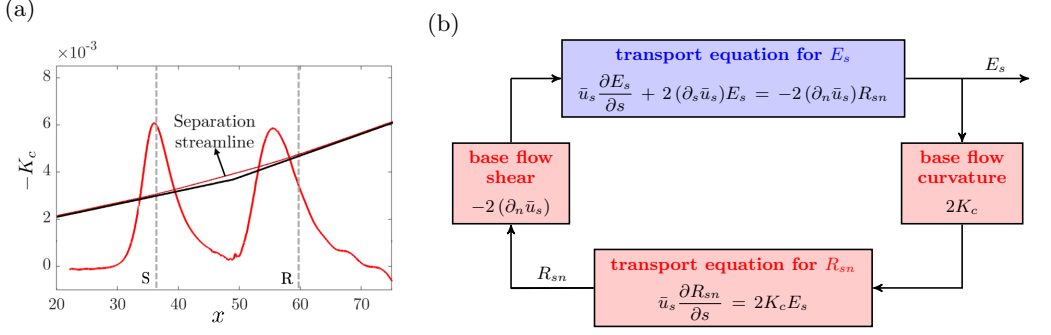 (a)
×10⁻³
8
6
4
2
0
−K_c
Separation
streamline
S
R
20
30
40
50
60
70
x
(b)
transport equation for E_s
ū_s ∂E_s/∂s + 2 (∂_s ū_s)E_s = −2 (∂_n ū_s)R_sn
E_s
base flow
shear
−2 (∂_n ū_s)
base flow
curvature
2K_c
R_sn
transport equation for R_sn
ū_s ∂R_sn/∂s = 2K_c E_s